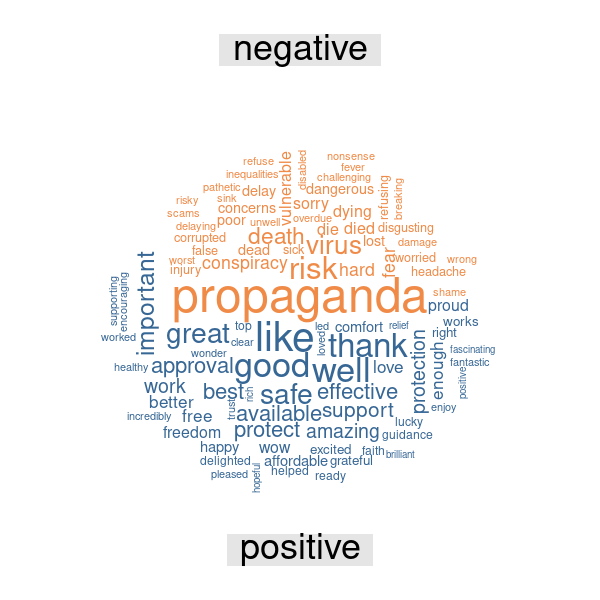 negative
refuse nonsense
inequalities vulnerable disabled fever
pathetic delay challenging
risky sink dangerous refusing breaking
scams concerns sorry dying
delaying poor unwell overdue die died disgusting
corrupted death virus lost damage
false dead sick fear worried wrong
worst conspiracy risk hard headache
injury
propaganda shame
supporting encouraging important proud
great top like led comfort relief works
worked clear loved thank right
wonder good well protection enough fascinating
healthy approval love fantastic
work best rich safe effective positive
better trust available support enjoy
incredibly free lucky
freedom protect amazing guidance
happy wow excited faith brilliant
delighted affordable grateful
pleased hopeful helped ready
positive